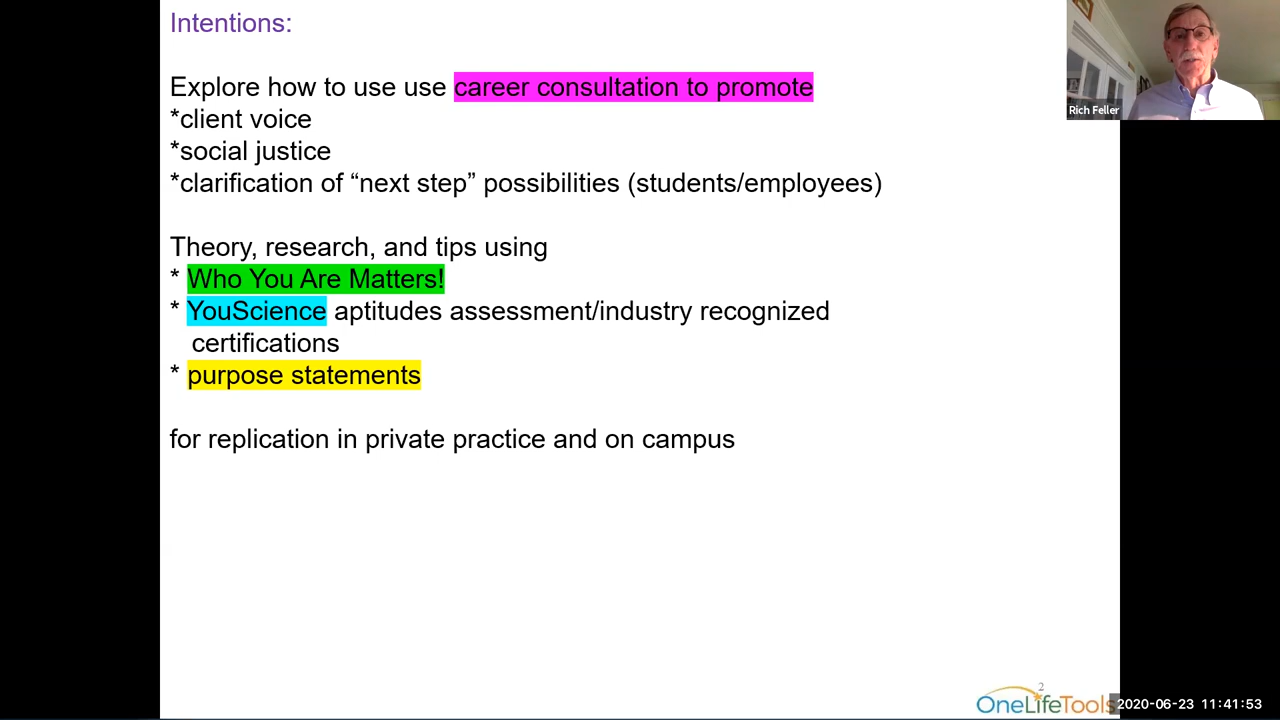 Intentions:
Explore how to use use career consultation to promote
*client voice
*social justice
*clarification of “next step” possibilities (students/employees)
Theory, research, and tips using
* Who You Are Matters!
* YouScience aptitudes assessment/industry recognized
certifications
* purpose statements
for replication in private practice and on campus
Rich Feller
2
OneLifeTools
2020-06-23 11:41:53